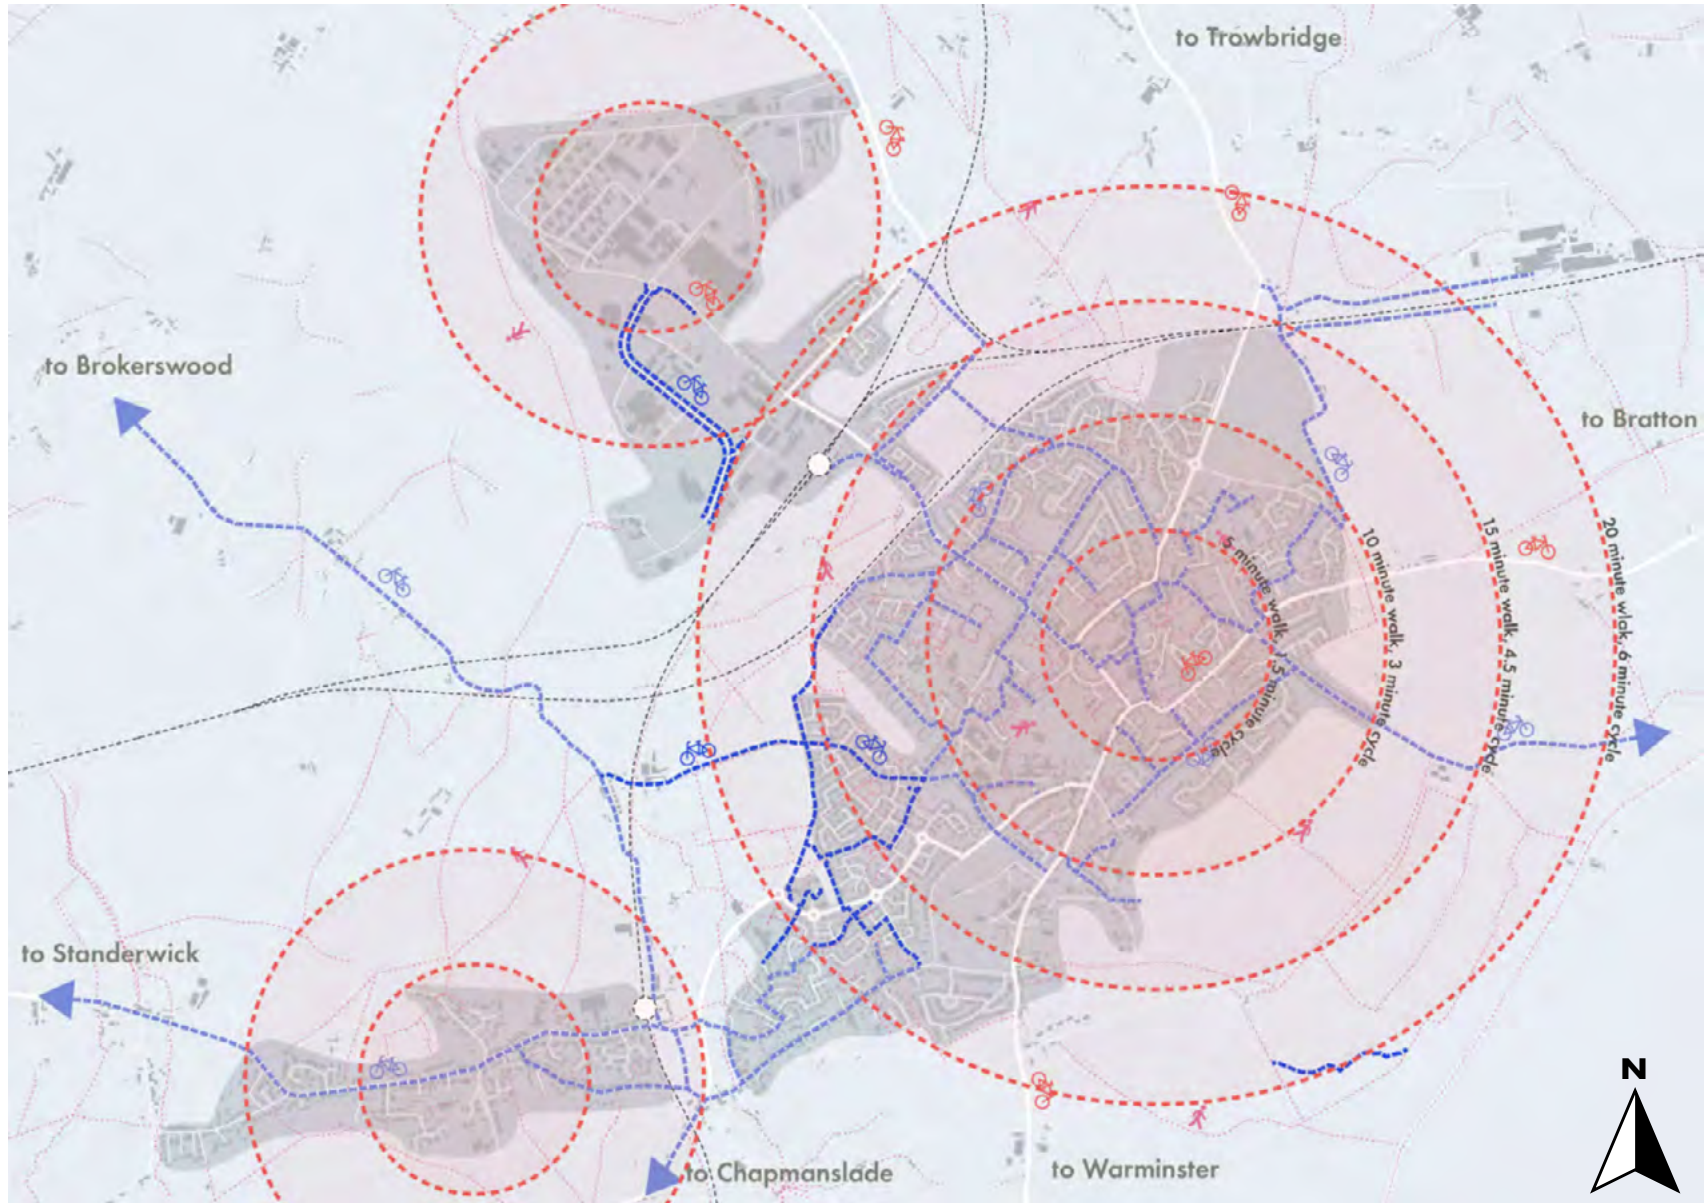 to Trowbridge
to Brokerswood
to Bratton
5 minute walk, 1.5 minute cycle
10 minute walk, 3 minute cycle
15 minute walk, 4.5 minute cycle
20 minute wlak, 6 minute cycle
to Standerwick
to Chapmanslade
to Warminster
N